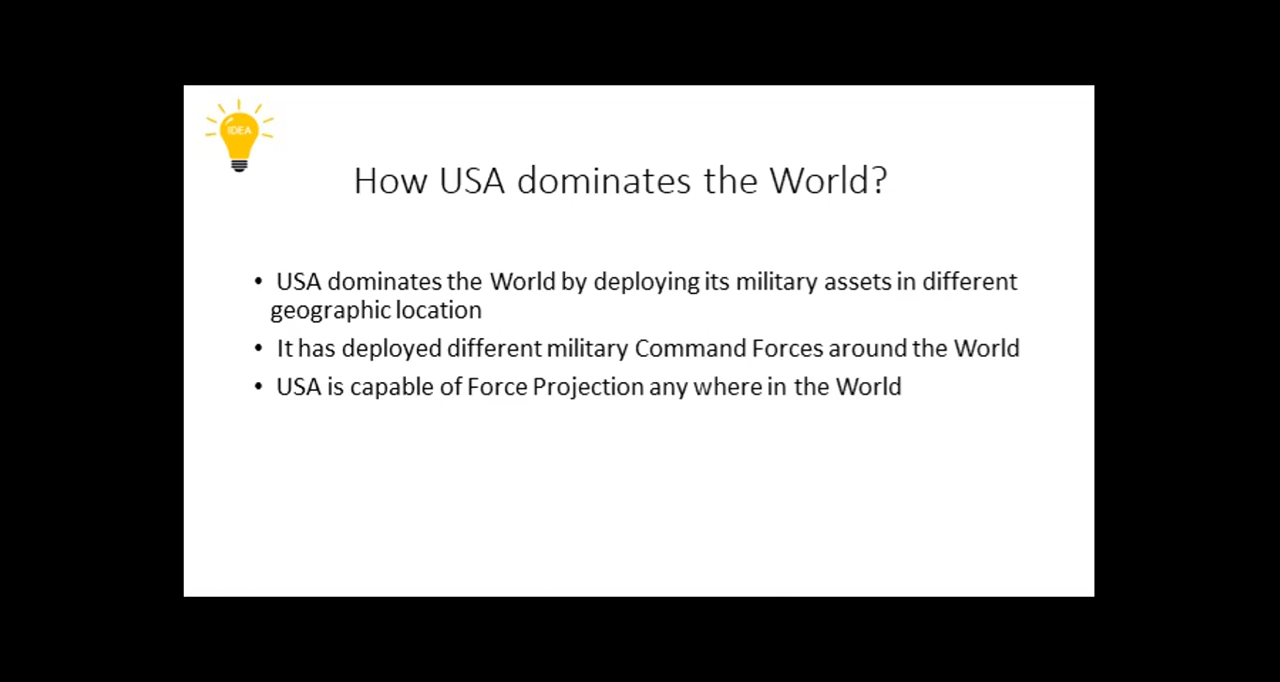 IDEA
How USA dominates the World?
• USA dominates the World by deploying its military assets in different
geographic location
• It has deployed different military Command Forces around the World
• USA is capable of Force Projection any where in the World